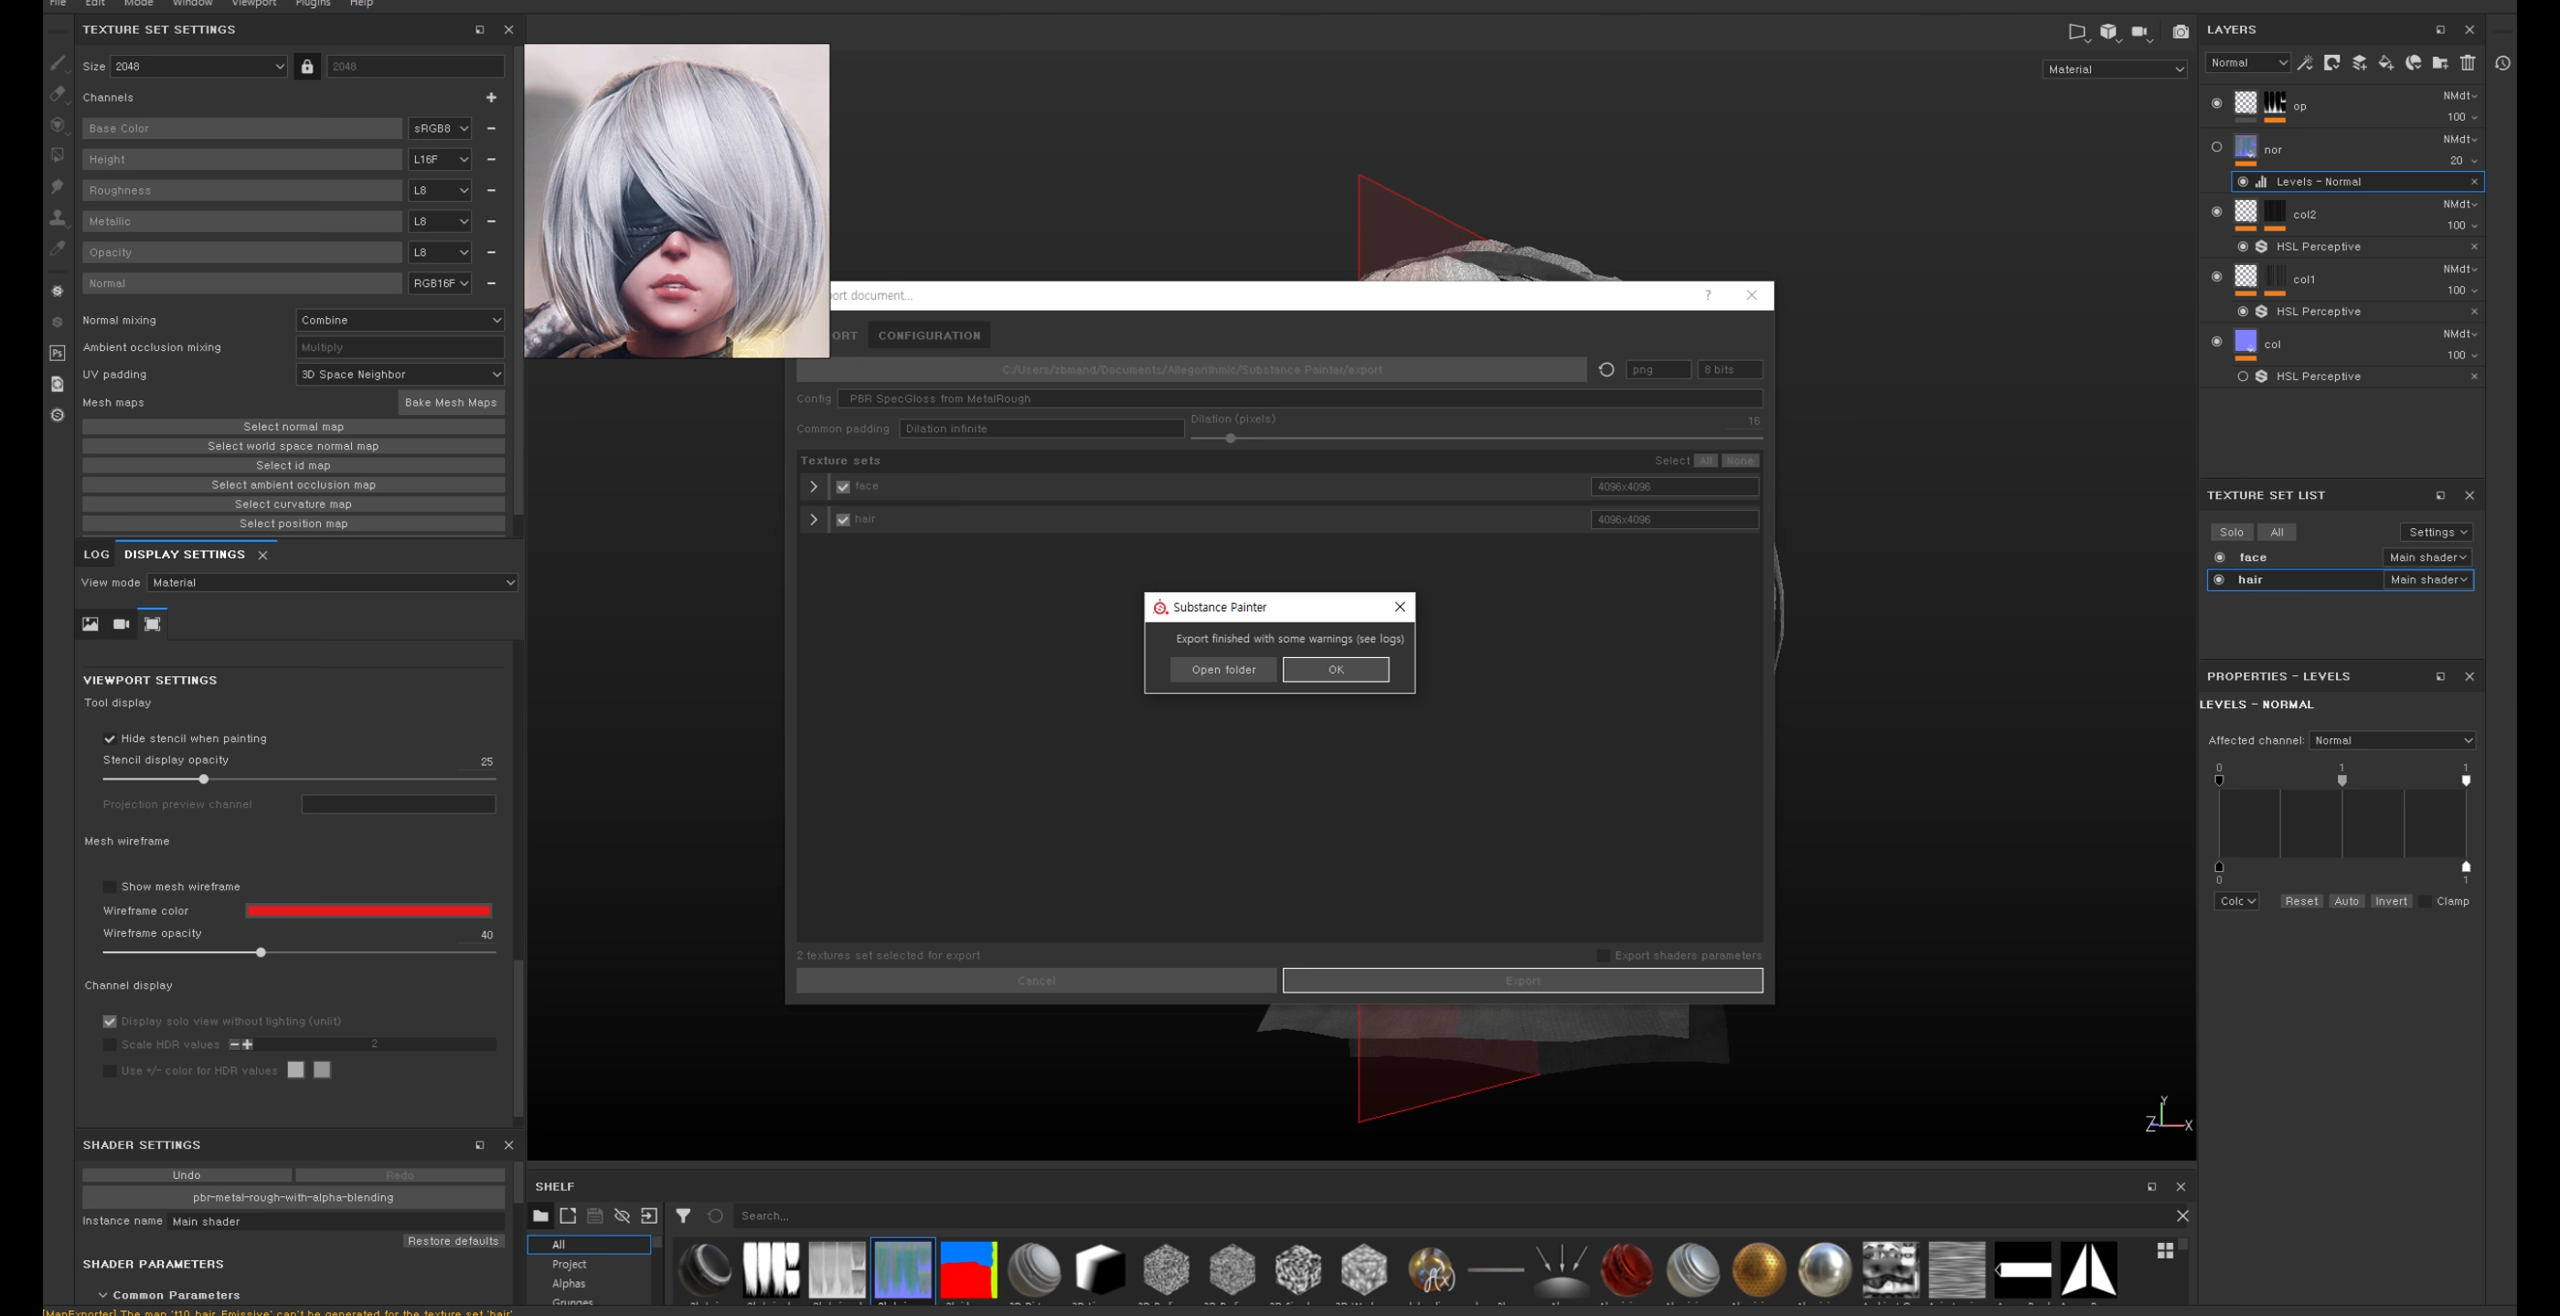 File Edit Mode Window Viewport Plugins Help
TEXTURE SET SETTINGS
Size 2048 2048
Channels
Base Color sRGB8
Height L16F
Roughness L8
Metallic L8
Opacity L8
Normal RGB16F
Normal mixing Combine
Ambient occlusion mixing Multiply
UV padding 3D Space Neighbor
Mesh maps Bake Mesh Maps
Select normal map
Select world space normal map
Select id map
Select ambient occlusion map
Select curvature map
Select position map
LOG DISPLAY SETTINGS
View mode Material
VIEWPORT SETTINGS
Tool display
Hide stencil when painting
Stencil display opacity 25
Projection preview channel
Mesh wireframe
Show mesh wireframe
Wireframe color
Wireframe opacity 40
Channel display
Display solo view without lighting (unlit)
Scale HDR values 2
Use +/- color for HDR values
SHADER SETTINGS
Undo Redo
pbr-metal-rough-with-alpha-blending
Instance name Main shader
Restore defaults
SHADER PARAMETERS
Common Parameters
[MapExporter] The map 't10_hair_Emissive' can't be generated for the texture set 'hair'
Material
ort document...
?
ORT CONFIGURATION
C:/Users/zbmand/Documents/Allegorithmic/Substance Painter/export png 8 bits
Config PBR SpecGloss from MetalRough
Common padding Dilation infinite Dilation (pixels) 16
Texture sets Select All None
face 4096x4096
hair 4096x4096
Substance Painter
Export finished with some warnings (see logs)
Open folder OK
2 textures set selected for export Export shaders parameters
Cancel Export
Y
Z X
SHELF
Search...
All
Project
Alphas
Grunges
LAYERS
Normal
op NMdt 100
nor NMdt 20
Levels - Normal
col2 NMdt 100
HSL Perceptive
col1 NMdt 100
HSL Perceptive
col NMdt 100
HSL Perceptive
TEXTURE SET LIST
Solo All Settings
face Main shader
hair Main shader
PROPERTIES - LEVELS
LEVELS - NORMAL
Affected channel: Normal
0 1 1
0 1
Colc Reset Auto Invert Clamp